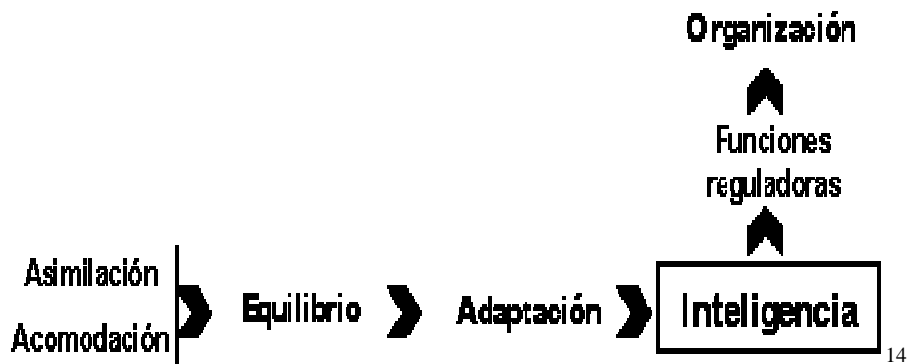 Organización
Funciones
reguladoras
Asimilación
Acomodación
Equilibrio
Adaptación
Inteligencia
14